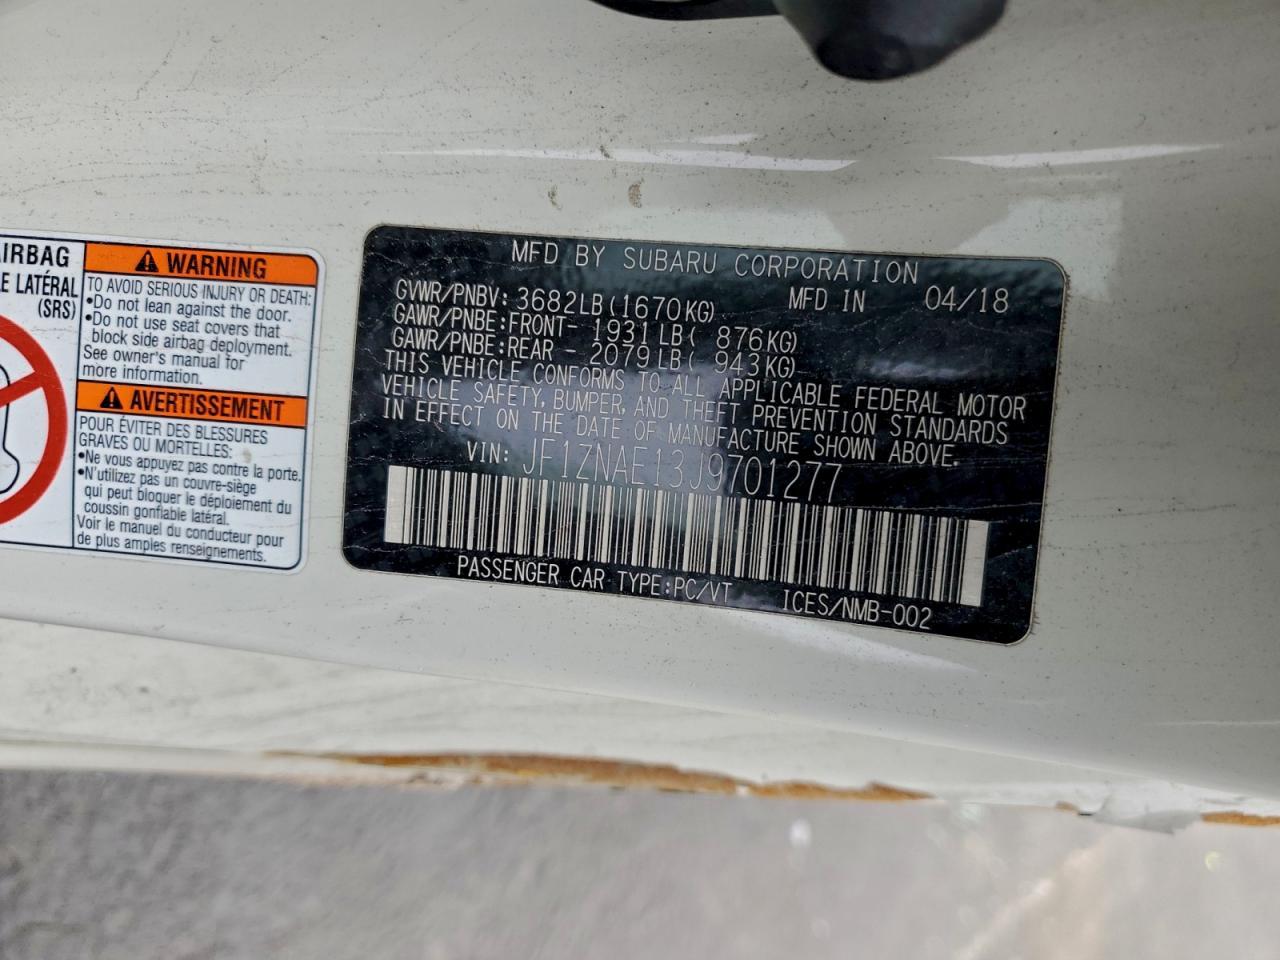 AIRBAG
LATÉRAL
(SRS)
WARNING
TO AVOID SERIOUS INJURY OR DEATH:
•Do not lean against the door.
•Do not use seat covers that
block side airbag deployment.
See owner's manual for
more information.
AVERTISSEMENT
POUR ÉVITER DES BLESSURES
GRAVES OU MORTELLES:
•Ne vous appuyez pas contre la porte.
•N'utilisez pas un couvre-siège
qui peut bloquer le déploiement du
coussin gonflable latéral.
Voir le manuel du conducteur pour
de plus amples renseignements.
MFD BY SUBARU CORPORATION
GVWR/PNBV: 3682LB(1670KG) MFD IN 04/18
GAWR/PNBE:FRONT- 1931LB( 876KG)
GAWR/PNBE:REAR - 2079LB( 943KG)
THIS VEHICLE CONFORMS TO ALL APPLICABLE FEDERAL MOTOR
VEHICLE SAFETY, BUMPER, AND THEFT PREVENTION STANDARDS
IN EFFECT ON THE DATE OF MANUFACTURE SHOWN ABOVE.
VIN: JF1ZNAE13J9701277
PASSENGER CAR TYPE:PC/VT ICES/NMB-002